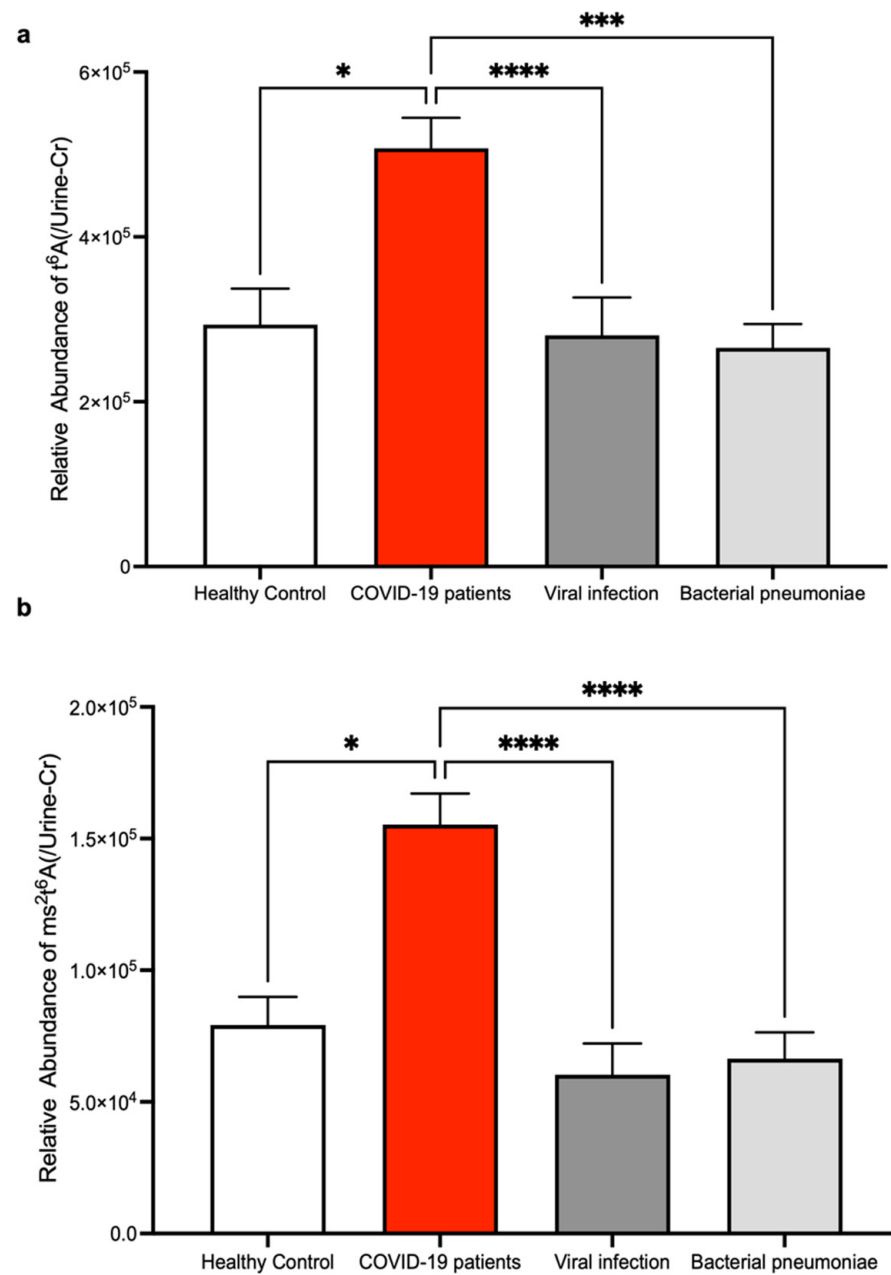 a
***
*
****
6×10⁵
4×10⁵
2×10⁵
0
Relative Abundance of t⁶A(/Urine-Cr)
Healthy Control
COVID-19 patients
Viral infection
Bacterial pneumoniae
b
****
*
****
2.0×10⁵
1.5×10⁵
1.0×10⁵
5.0×10⁴
0.0
Relative Abundance of ms²t⁶A(/Urine-Cr)
Healthy Control
COVID-19 patients
Viral infection
Bacterial pneumoniae